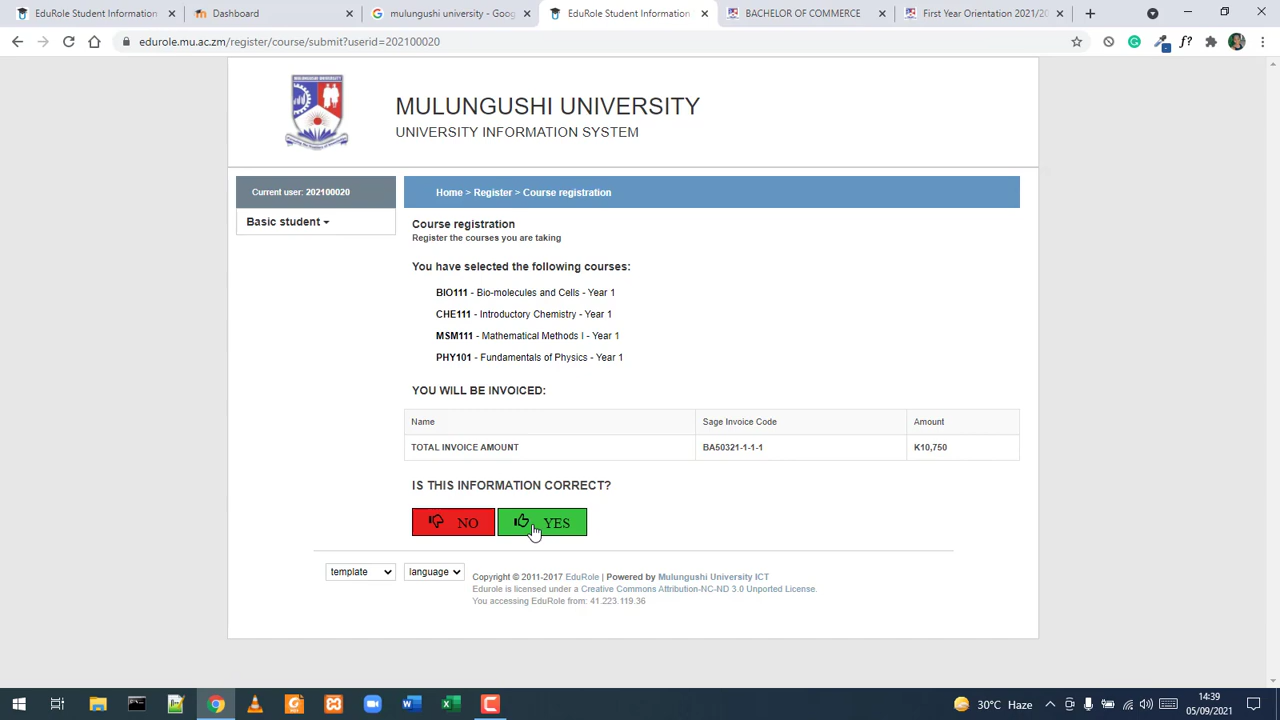 EduRole Student Information
Dashboard
mulungushi university - Goog
EduRole Student Information
BACHELOR OF COMMERCE
First Year Orientation 2021/20
edurole.mu.ac.zm/register/course/submit?userid=202100020
MULUNGUSHI UNIVERSITY
UNIVERSITY INFORMATION SYSTEM
Current user: 202100020
Basic student
Home > Register > Course registration
Course registration
Register the courses you are taking
You have selected the following courses:
BIO111 - Bio-molecules and Cells - Year 1
CHE111 - Introductory Chemistry - Year 1
MSM111 - Mathematical Methods I - Year 1
PHY101 - Fundamentals of Physics - Year 1
YOU WILL BE INVOICED:
Name Sage Invoice Code Amount
TOTAL INVOICE AMOUNT BA50321-1-1-1 K10,750
IS THIS INFORMATION CORRECT?
NO YES
template language
Copyright © 2011-2017 EduRole | Powered by Mulungushi University ICT
Edurole is licensed under a Creative Commons Attribution-NC-ND 3.0 Unported License.
You accessing EduRole from: 41.223.119.36
30°C Haze
14:39
05/09/2021